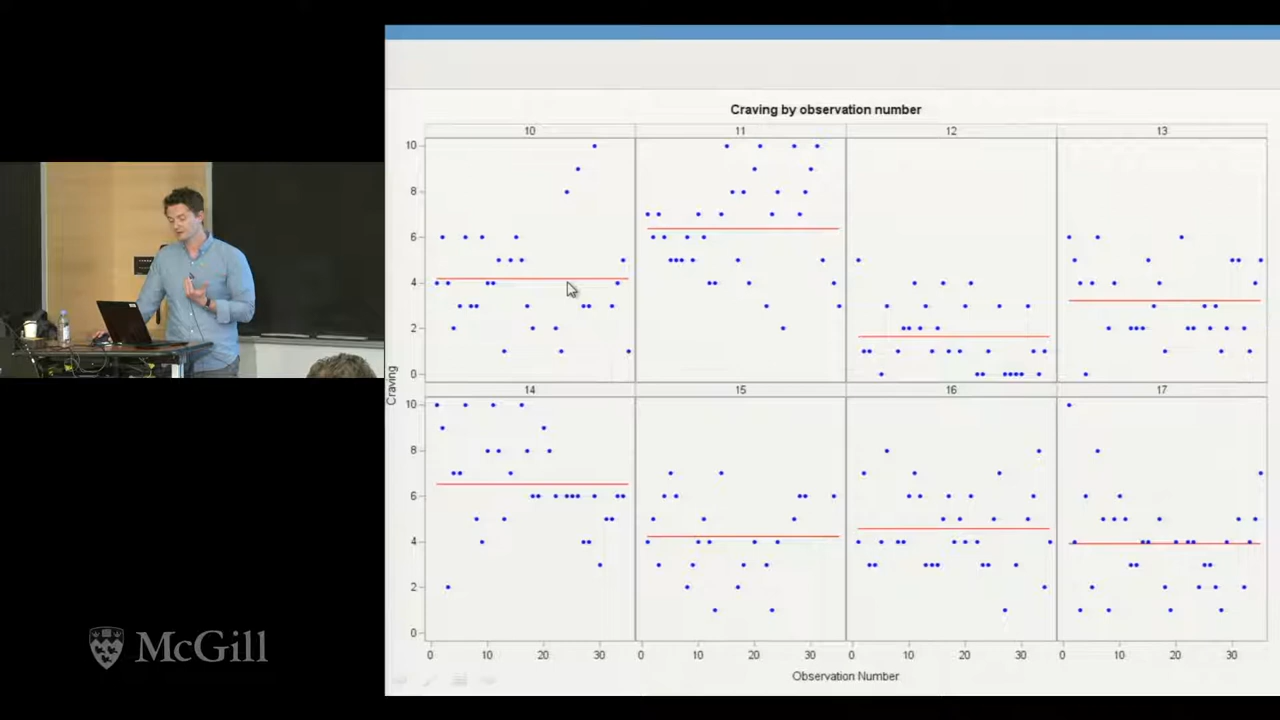 Craving by observation number
10 11 12 13
10
8
6
4
2
0
14 15 16 17
10
8
6
4
2
0
Craving
0 10 20 30 0 10 20 30 0 10 20 30 0 10 20 30
Observation Number
McGill